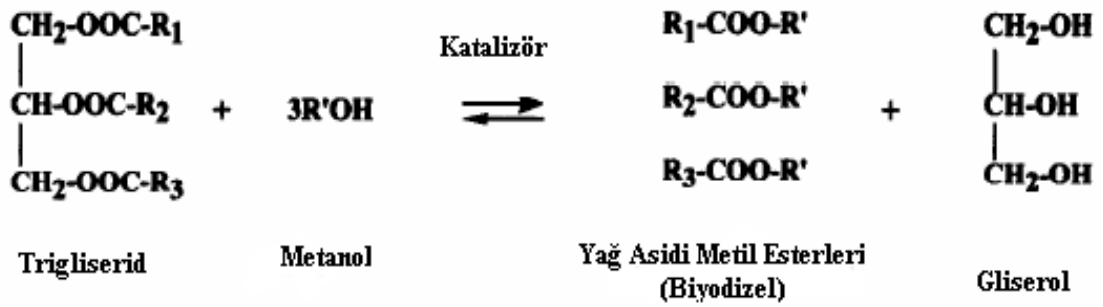 CH₂-OOC-R₁ R₁-COO-R' CH₂-OH
Katalizör
CH-OOC-R₂ + 3R'OH ⇌ R₂-COO-R' + CH-OH
CH₂-OOC-R₃ R₃-COO-R' CH₂-OH
Trigliserid Metanol Yağ Asidi Metil Esterleri Gliserol
(Biyodizel)